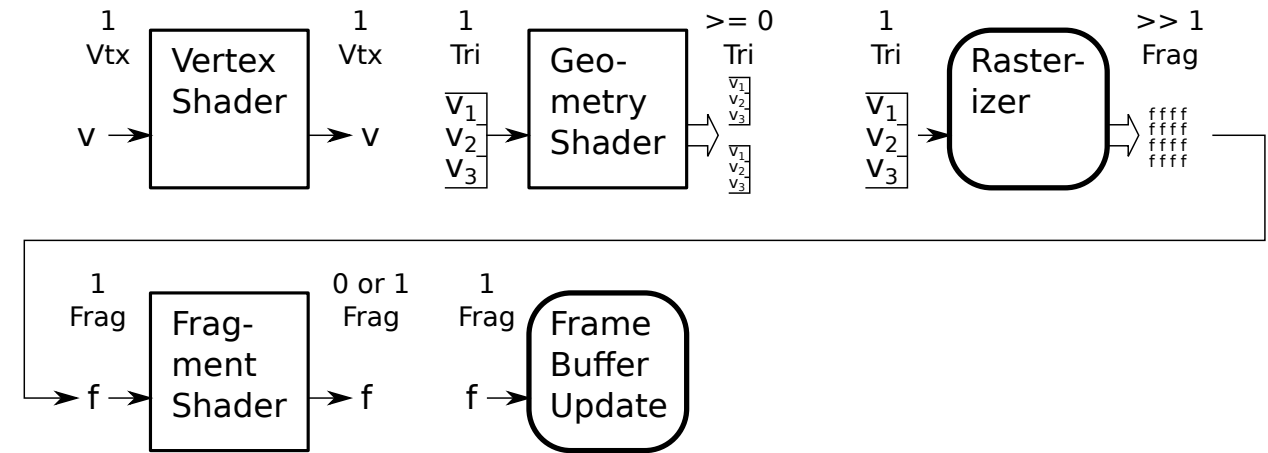 1
Vtx
v
Vertex
Shader
1
Vtx
v
1
Tri
v1
v2
v3
Geo-
metry
Shader
>= 0
Tri
v1
v2
v3
v1
v2
v3
1
Tri
v1
v2
v3
Raster-
izer
>> 1
Frag
f f f f
f f f f
f f f f
f f f f
1
Frag
f
Frag-
ment
Shader
0 or 1
Frag
f
1
Frag
f
Frame
Buffer
Update